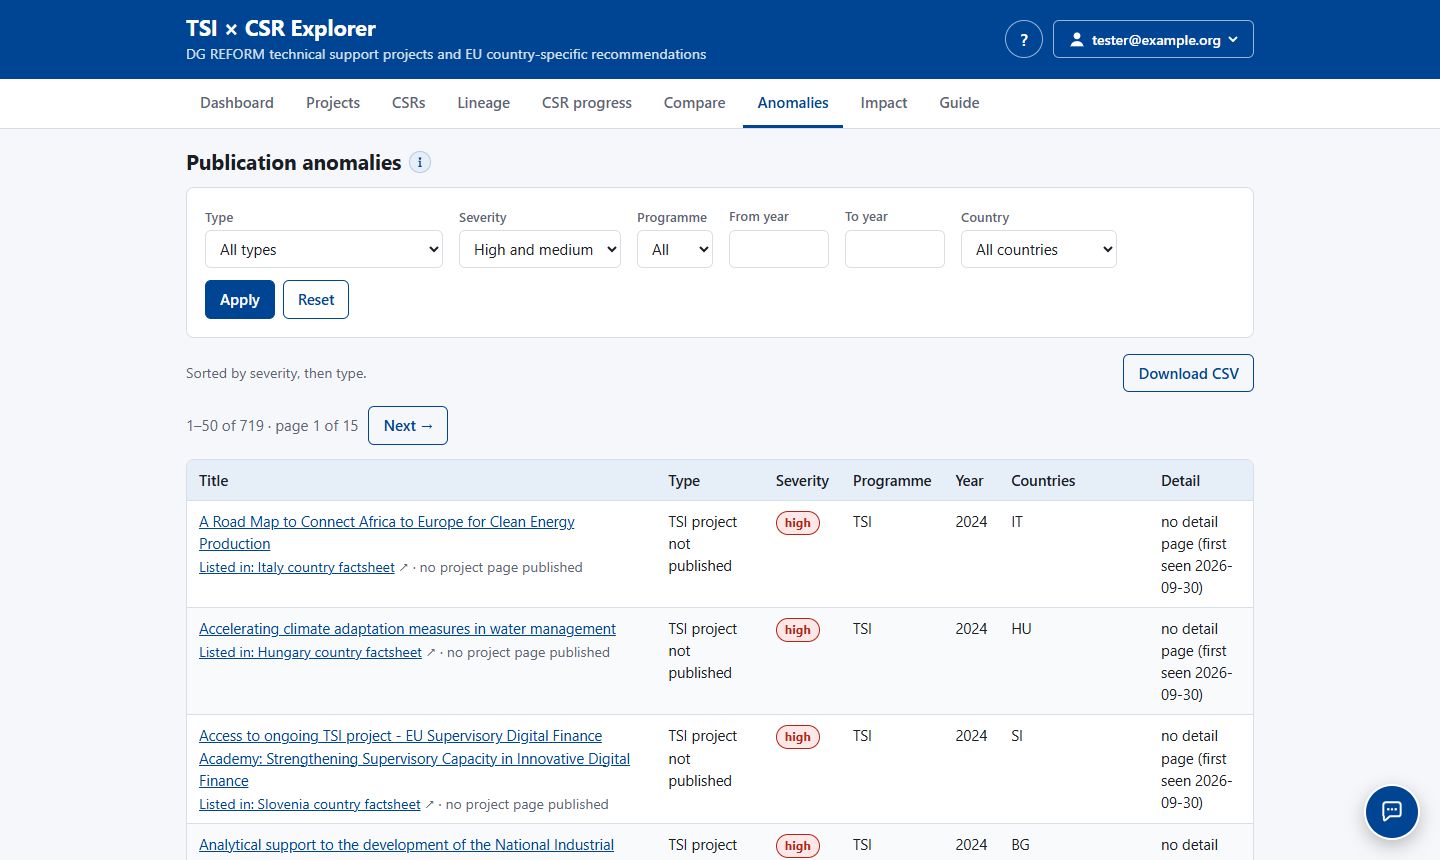 TSI × CSR Explorer
DG REFORM technical support projects and EU country-specific recommendations
?
tester@example.org
Dashboard Projects CSRs Lineage CSR progress Compare Anomalies Impact Guide
Publication anomalies i
Type Severity Programme From year To year Country
All types High and medium All All countries
Apply Reset
Sorted by severity, then type.
Download CSV
1–50 of 719 · page 1 of 15 Next →
Title Type Severity Programme Year Countries Detail
A Road Map to Connect Africa to Europe for Clean Energy
Production
Listed in: Italy country factsheet ↗ · no project page published
TSI project
not
published
high
TSI
2024
IT
no detail
page (first
seen 2026-
09-30)
Accelerating climate adaptation measures in water management
Listed in: Hungary country factsheet ↗ · no project page published
TSI project
not
published
high
TSI
2024
HU
no detail
page (first
seen 2026-
09-30)
Access to ongoing TSI project - EU Supervisory Digital Finance
Academy: Strengthening Supervisory Capacity in Innovative Digital
Finance
Listed in: Slovenia country factsheet ↗ · no project page published
TSI project
not
published
high
TSI
2024
SI
no detail
page (first
seen 2026-
09-30)
Analytical support to the development of the National Industrial
TSI project
high
TSI
2024
BG
no detail